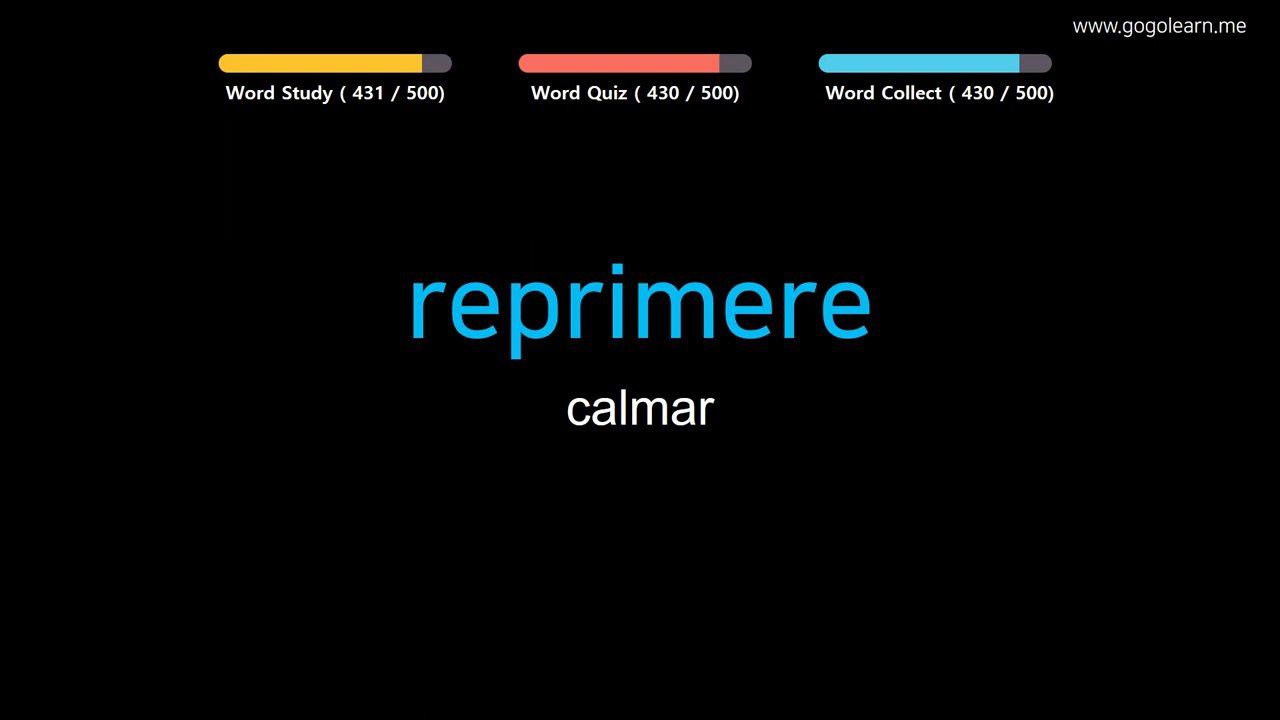 www.gogolearn.me
Word Study ( 431 / 500)
Word Quiz ( 430 / 500)
Word Collect ( 430 / 500)
reprimere
calmar